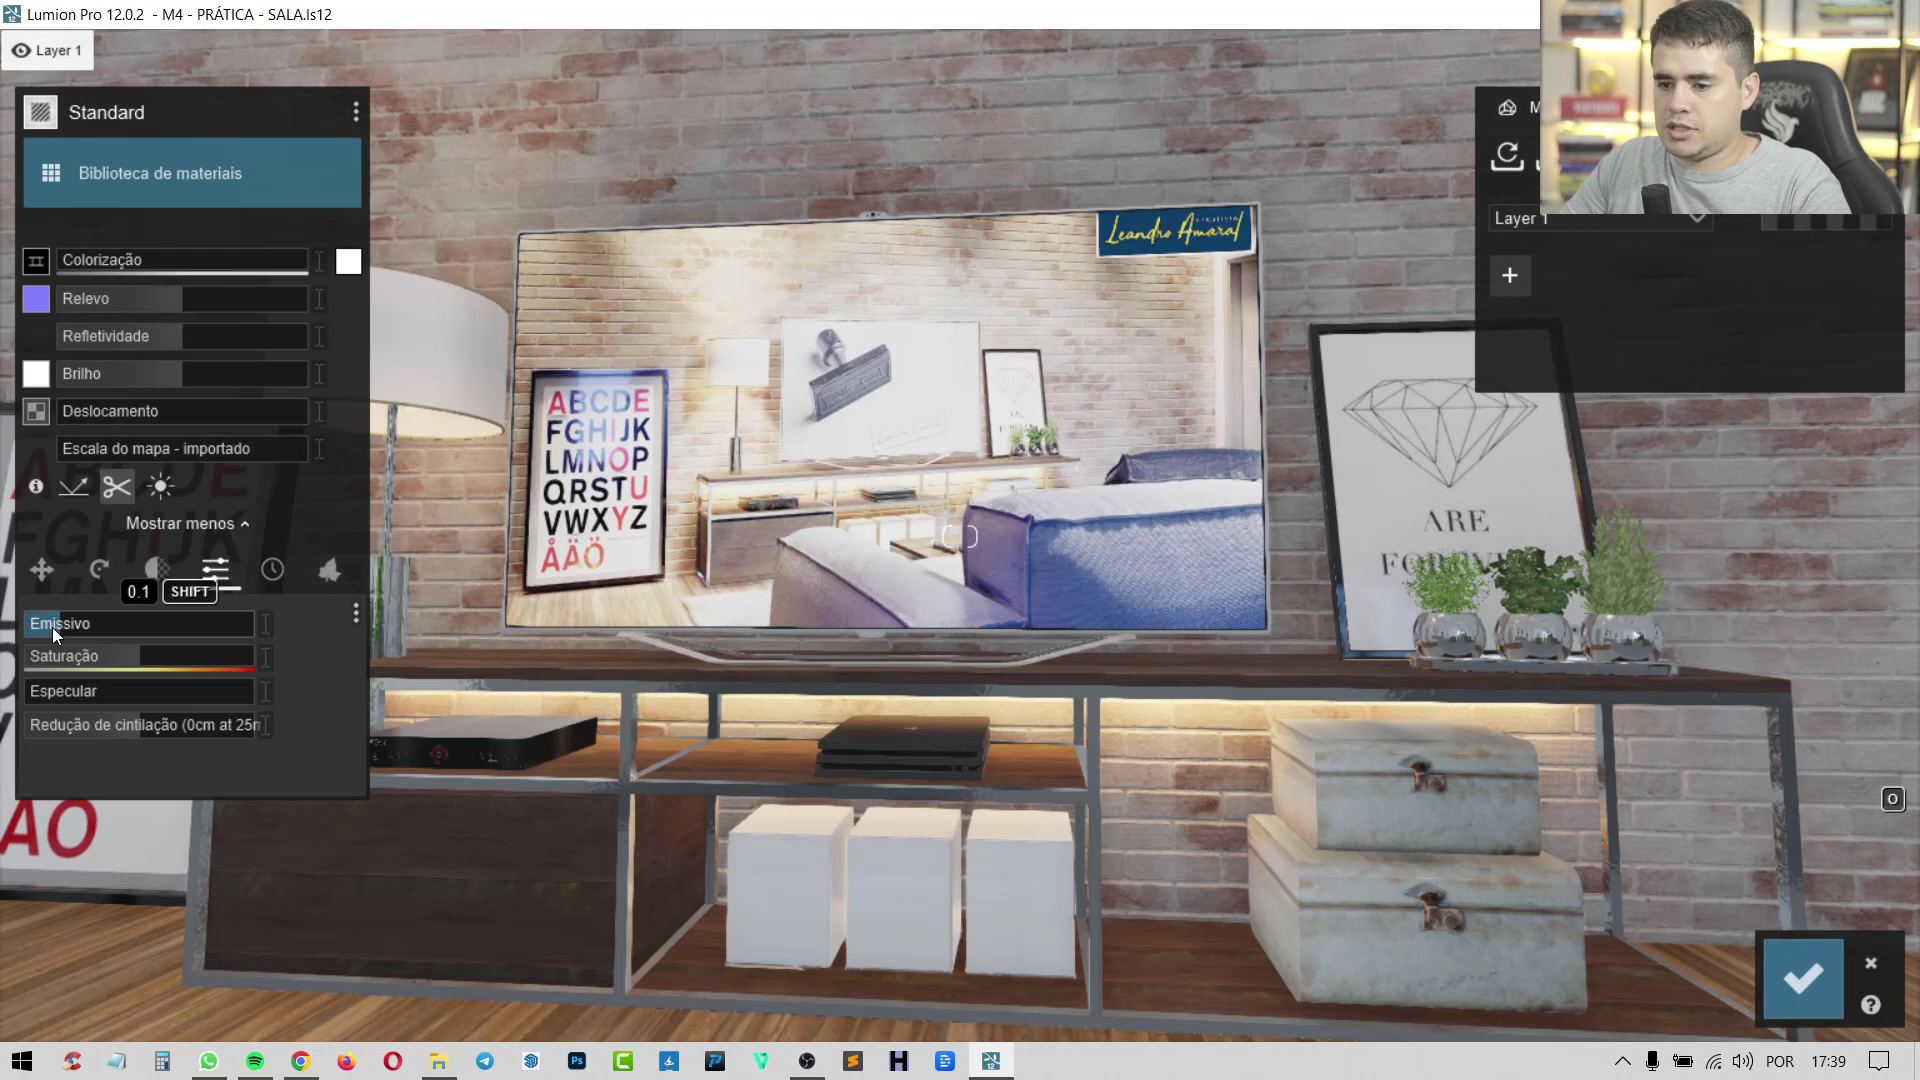 Lumion Pro 12.0.2 - M4 - PRÁTICA - SALA.ls12
Layer 1
Standard
Biblioteca de materiais
Colorização
Relevo
Refletividade
Brilho
Deslocamento
Escala do mapa - importado
Mostrar menos
0.1 SHIFT
Emissivo
Saturação
Especular
Redução de cintilação (0cm at 25m
Leandro Amaral
ABCDE
FGHIJK
LMNOP
QRSTU
VWXYZ
ÅÄÖ
ARE
Layer 1
+
O
ÄÖ
POR
17:39